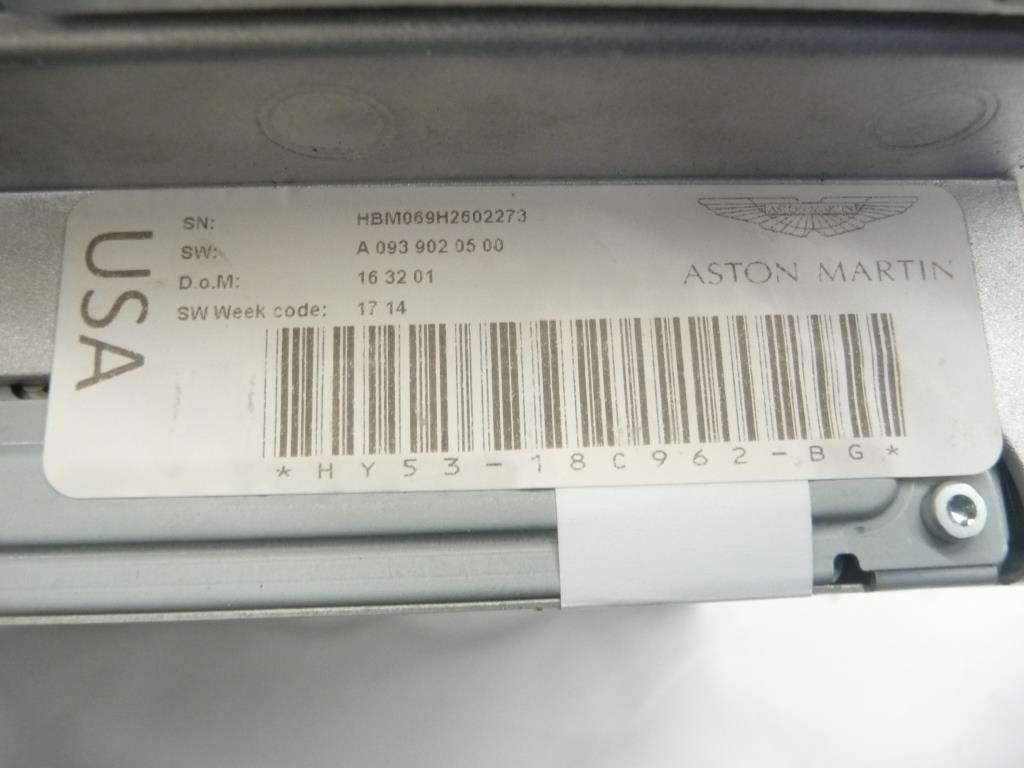 USA
SN: HBM069H2602273
SW: A 093 902 05 00
D.o.M: 16 32 01
SW Week code: 17 14
ASTON MARTIN
ASTON MARTIN
*HY53-18C962-BG*